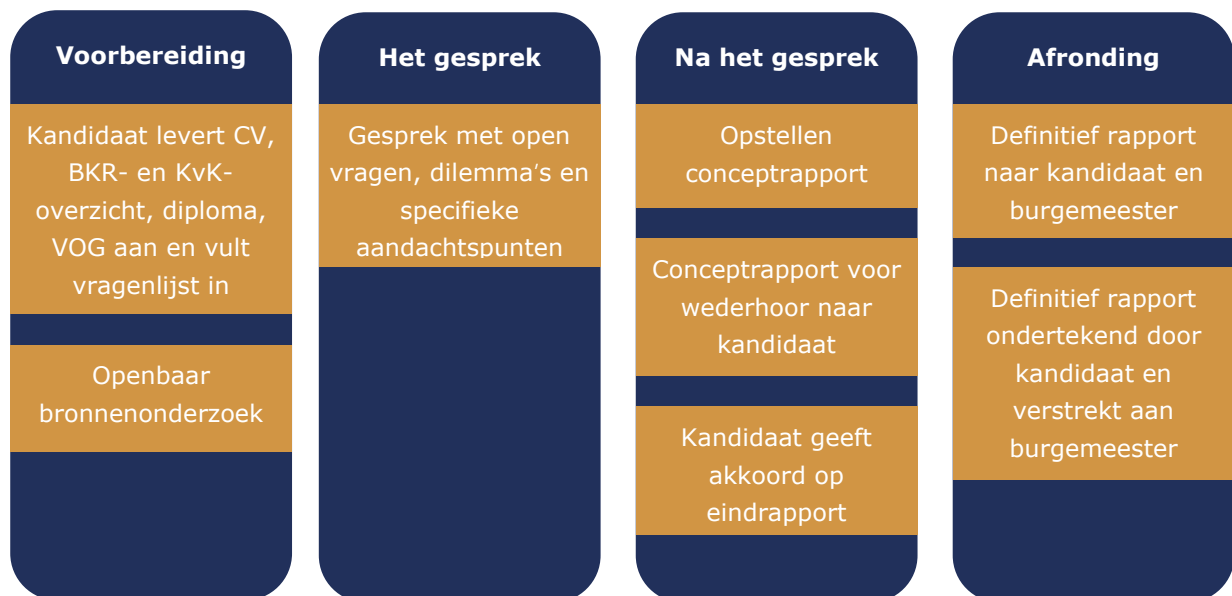 Voorbereiding
Kandidaat levert CV,
BKR- en KvK-
overzicht, diploma,
VOG aan en vult
vragenlijst in
Openbaar
bronnenonderzoek
Het gesprek
Gesprek met open
vragen, dilemma's en
specifieke
aandachtspunten
Na het gesprek
Opstellen
conceptrapport
Conceptrapport voor
wederhoor naar
kandidaat
Kandidaat geeft
akkoord op
eindrapport
Afronding
Definitief rapport
naar kandidaat en
burgemeester
Definitief rapport
ondertekend door
kandidaat en
verstrekt aan
burgemeester